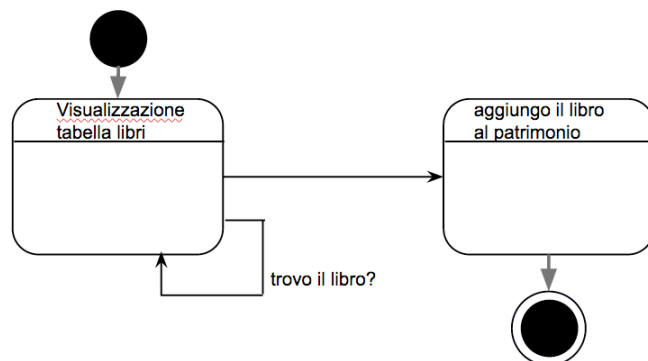 Visualizzazione
tabella libri
aggiungo il libro
al patrimonio
trovo il libro?